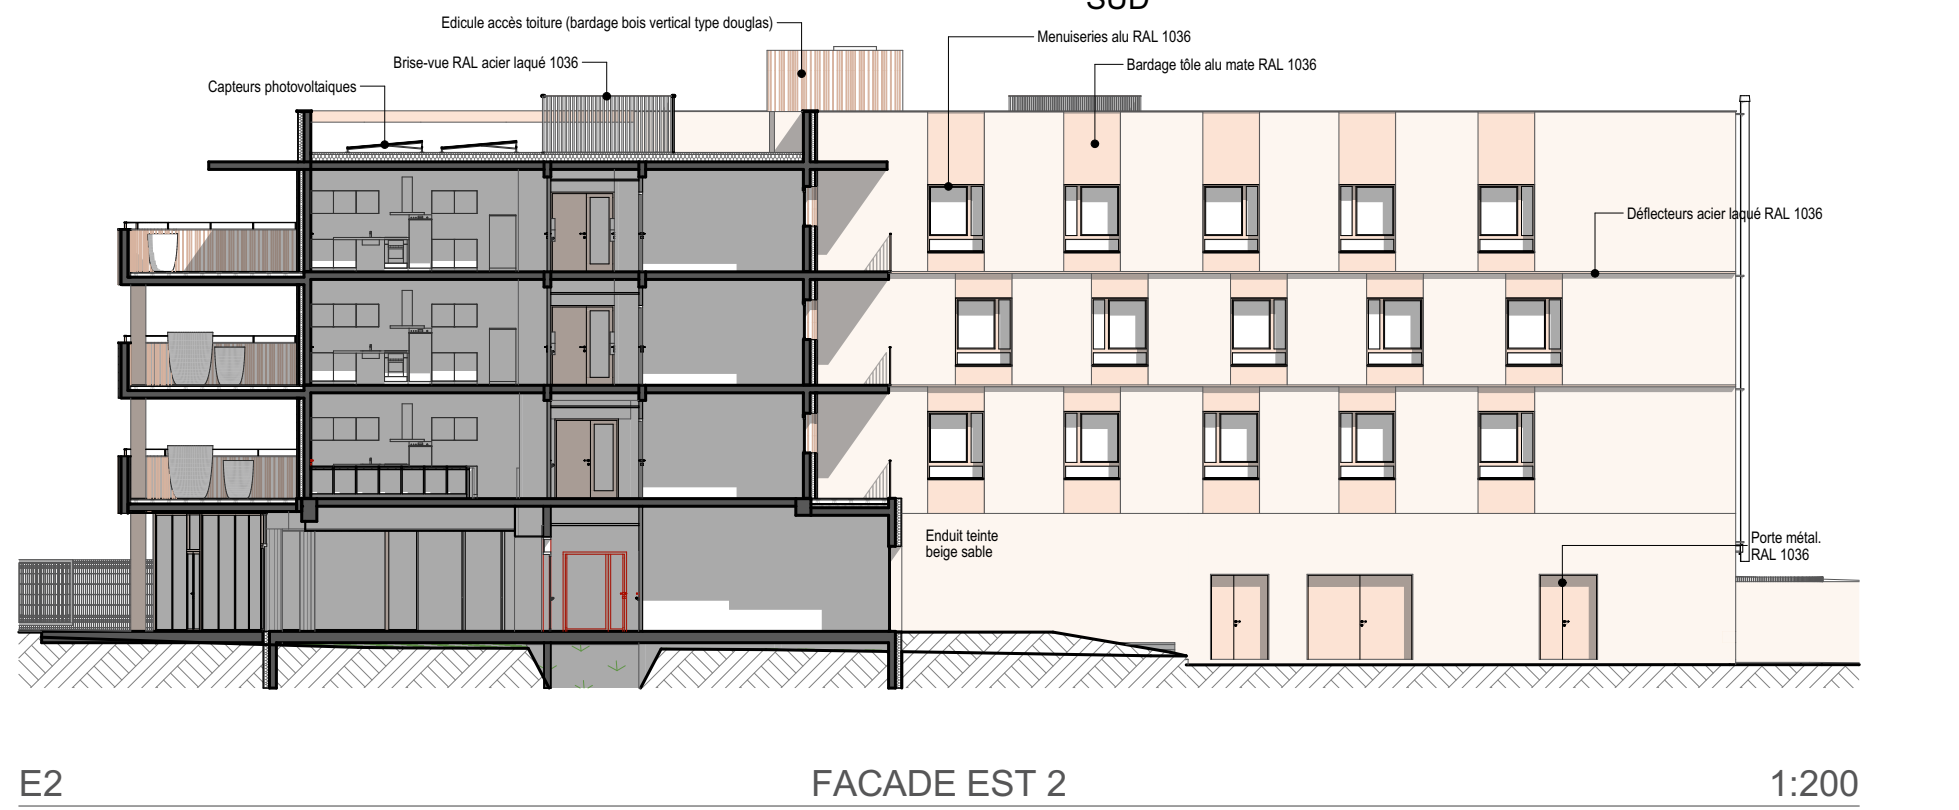 SUD
Edicule accès toiture (bardage bois vertical type douglas)
Menuiseries alu RAL 1036
Brise-vue RAL acier laqué 1036
Bardage tôle alu mate RAL 1036
Capteurs photovoltaiques
Déflecteurs acier laqué RAL 1036
Enduit teinte
beige sable
Porte métal.
RAL 1036
E2
FACADE EST 2
1:200